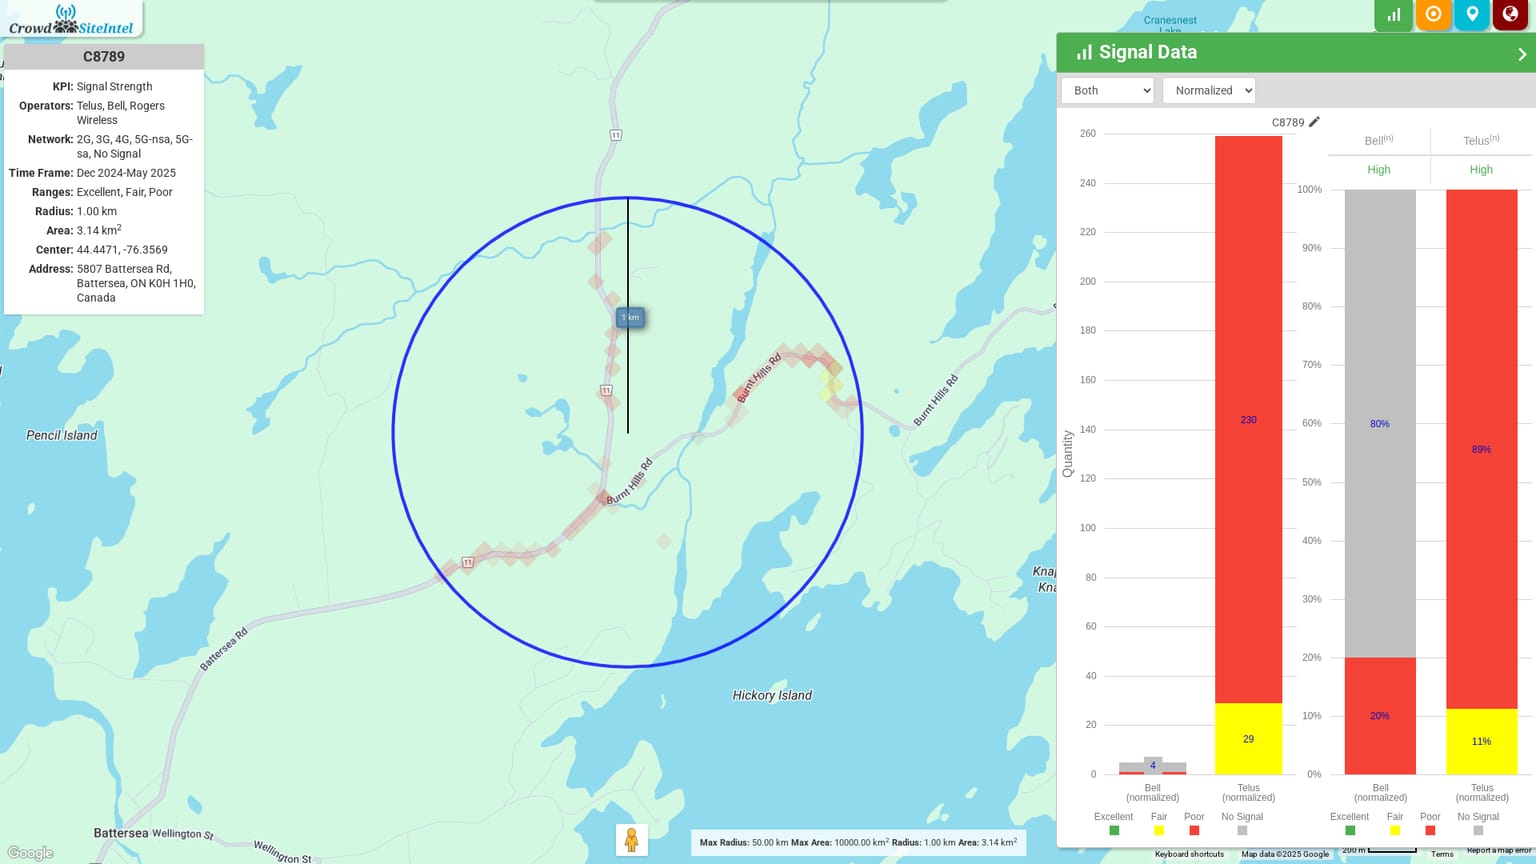 Crowd SiteIntel
C8789
KPI: Signal Strength
Operators: Telus, Bell, Rogers
Wireless
Network: 2G, 3G, 4G, 5G-nsa, 5G-
sa, No Signal
Time Frame: Dec 2024-May 2025
Ranges: Excellent, Fair, Poor
Radius: 1.00 km
Area: 3.14 km²
Center: 44.4471, -76.3569
Address: 5807 Battersea Rd,
Battersea, ON K0H 1H0,
Canada
Cranesnest
Lake
11
1 km
11
Burnt Hills Rd
Burnt Hills Rd
Pencil Island
Burnt Hills Rd
11
Battersea Rd
Hickory Island
Battersea
Wellington St
Wellington St
Google
Max Radius: 50.00 km Max Area: 10000.00 km² Radius: 1.00 km Area: 3.14 km²
Signal Data
Both
Normalized
C8789
260
240
220
200
180
160
140
120
100
80
60
40
20
0
Quantity
230
29
4
Bell
(normalized)
Telus
(normalized)
Excellent
Fair
Poor
No Signal
Bell(n)
Telus(n)
High
High
100%
90%
80%
70%
60%
50%
40%
30%
20%
10%
0%
80%
20%
89%
11%
Bell
(normalized)
Telus
(normalized)
Excellent
Fair
Poor
No Signal
Keyboard shortcuts
Map data ©2025 Google
200 m
Terms
Report a map error